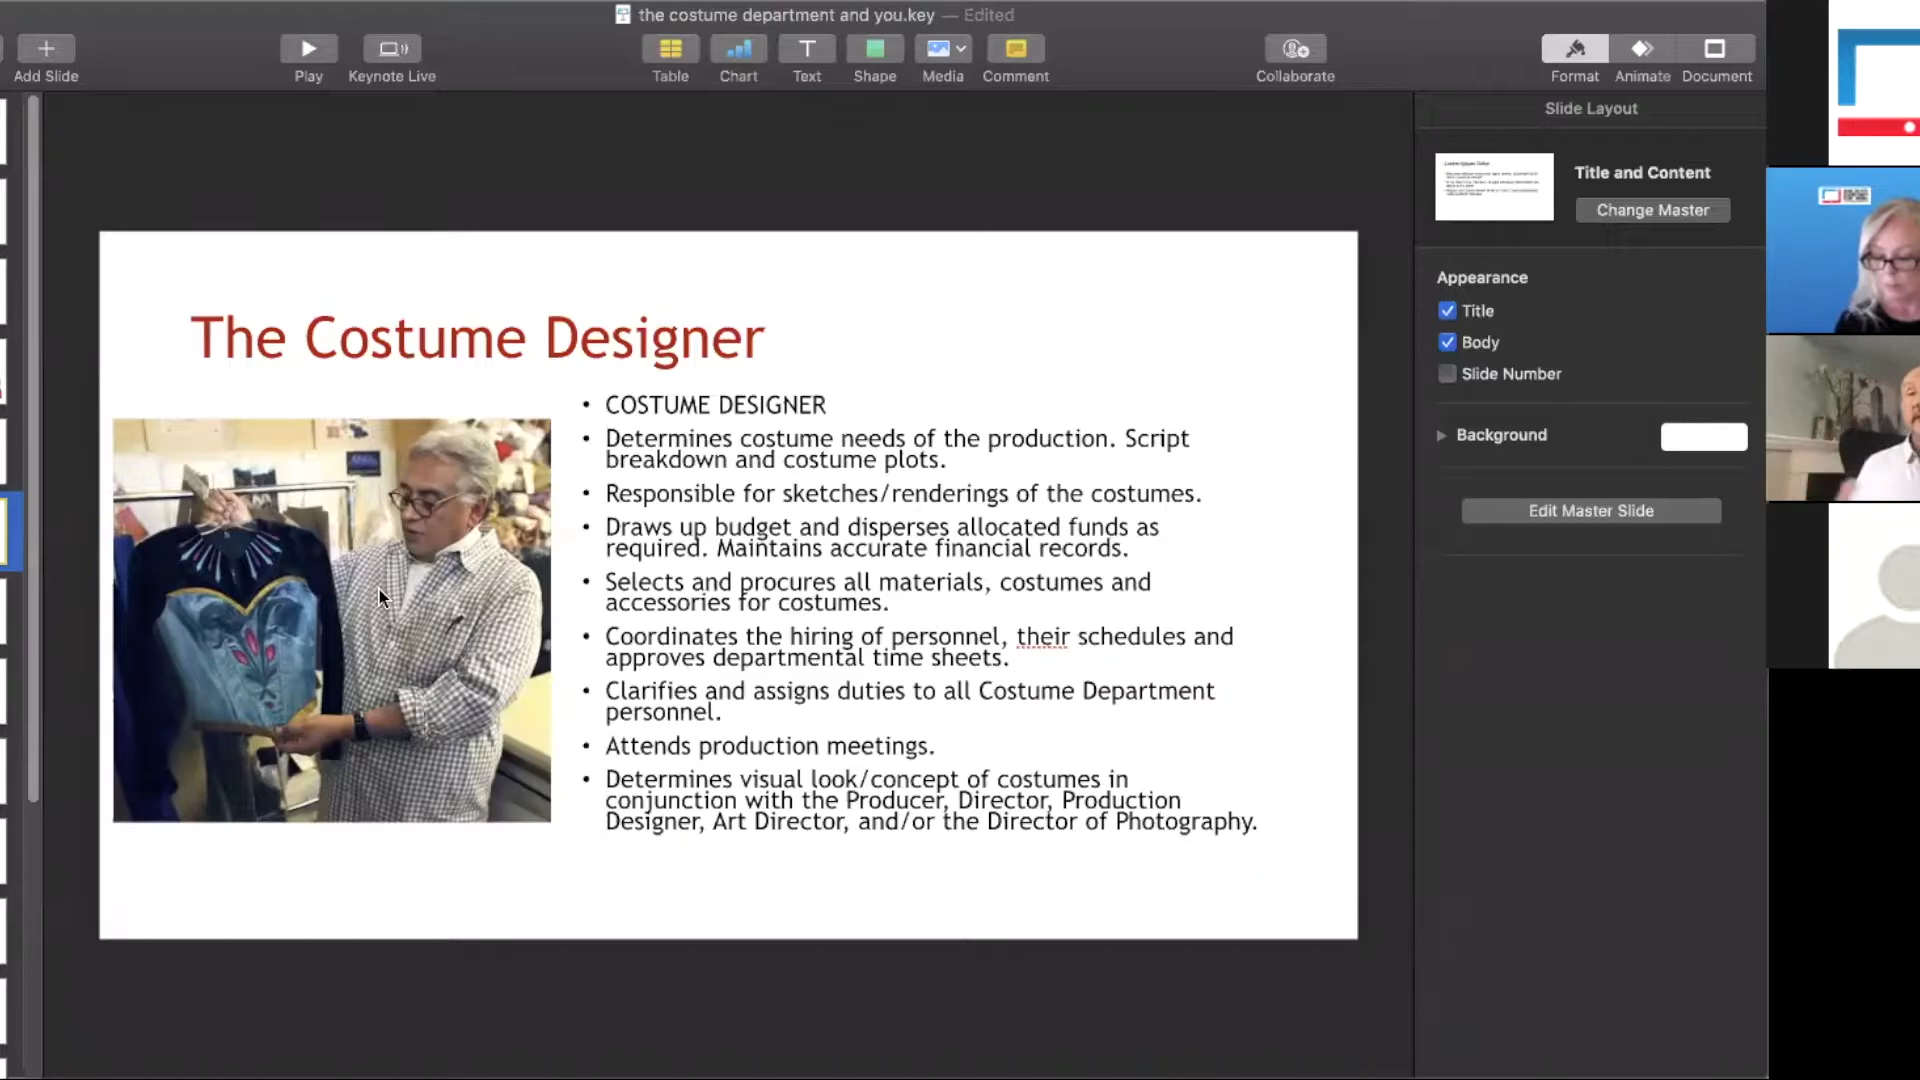 the costume department and you.key — Edited
Add Slide
Play
Keynote Live
Table
Chart
Text
Shape
Media
Comment
Collaborate
Format
Animate
Document
Slide Layout
Title and Content
Change Master
Appearance
Title
Body
Slide Number
Background
Edit Master Slide
The Costume Designer
• COSTUME DESIGNER
• Determines costume needs of the production. Script
breakdown and costume plots.
• Responsible for sketches/renderings of the costumes.
• Draws up budget and disperses allocated funds as
required. Maintains accurate financial records.
• Selects and procures all materials, costumes and
accessories for costumes.
• Coordinates the hiring of personnel, their schedules and
approves departmental time sheets.
• Clarifies and assigns duties to all Costume Department
personnel.
• Attends production meetings.
• Determines visual look/concept of costumes in
conjunction with the Producer, Director, Production
Designer, Art Director, and/or the Director of Photography.